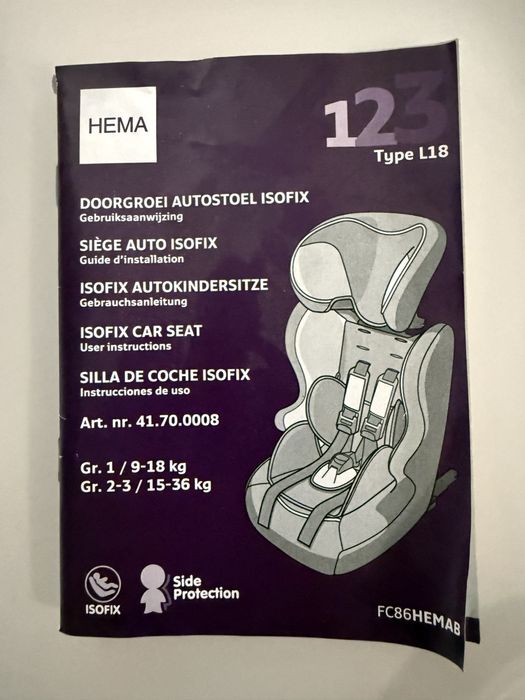 HEMA
123
Type L18
DOORGROEI AUTOSTOEL ISOFIX
Gebruiksaanwijzing
SIÈGE AUTO ISOFIX
Guide d'installation
ISOFIX AUTOKINDERSITZE
Gebrauchsanleitung
ISOFIX CAR SEAT
User instructions
SILLA DE COCHE ISOFIX
Instrucciones de uso
Art. nr. 41.70.0008
Gr. 1 / 9-18 kg
Gr. 2-3 / 15-36 kg
ISOFIX
Side
Protection
FC86HEMAB